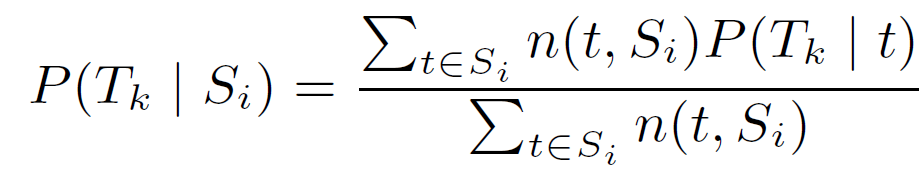 P(T_k | S_i) = \frac{\sum_{t \in S_i} n(t, S_i) P(T_k | t)}{\sum_{t \in S_i} n(t, S_i)}